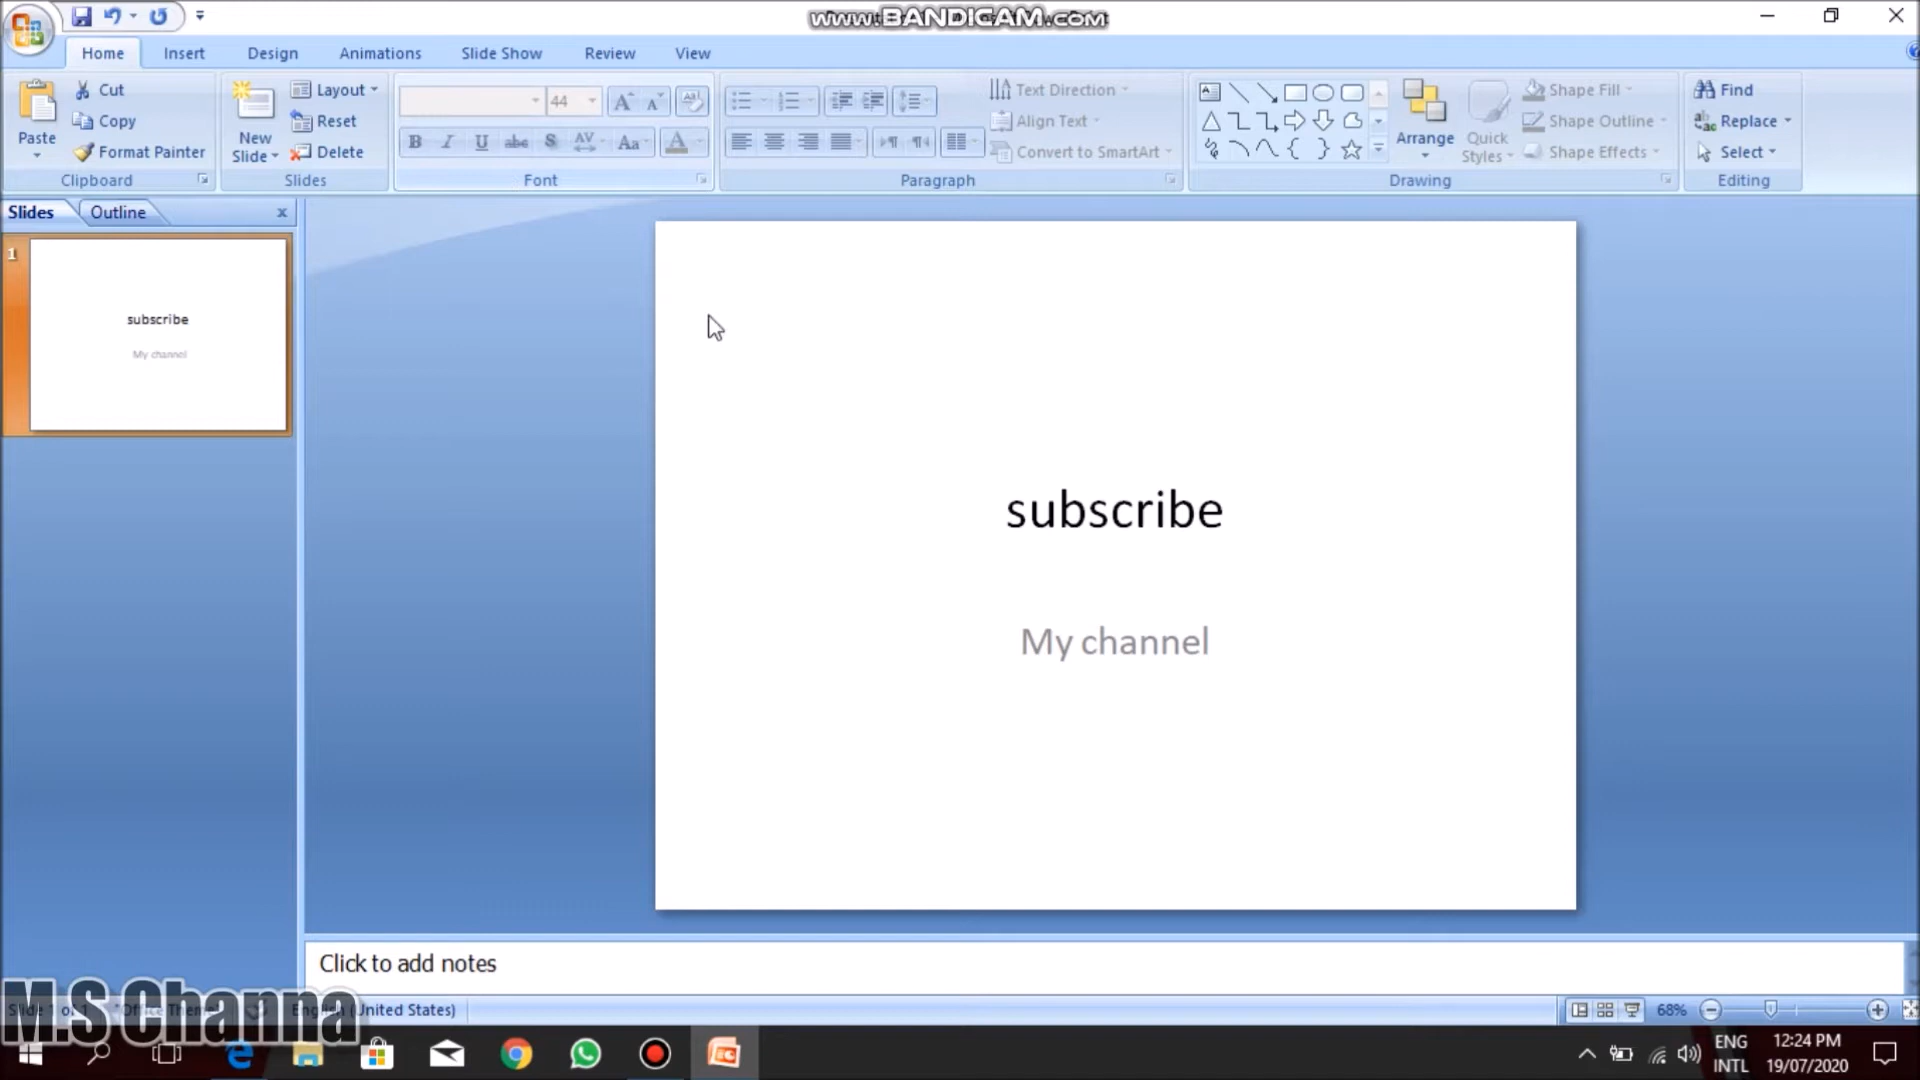 www.BANDICAM.com
Home Insert Design Animations Slide Show Review View
Cut Layout 44 Text Direction Shape Fill Find
Copy Reset Align Text Shape Outline Replace
Paste New Slide Format Painter Delete Convert to SmartArt Arrange Quick Styles Shape Effects Select
Clipboard Slides Font Paragraph Drawing Editing
Slides Outline
1
subscribe
My channel
subscribe
My channel
Click to add notes
M.S Channa
English (United States) 68%
ENG 12:24 PM
INTL 19/07/2020